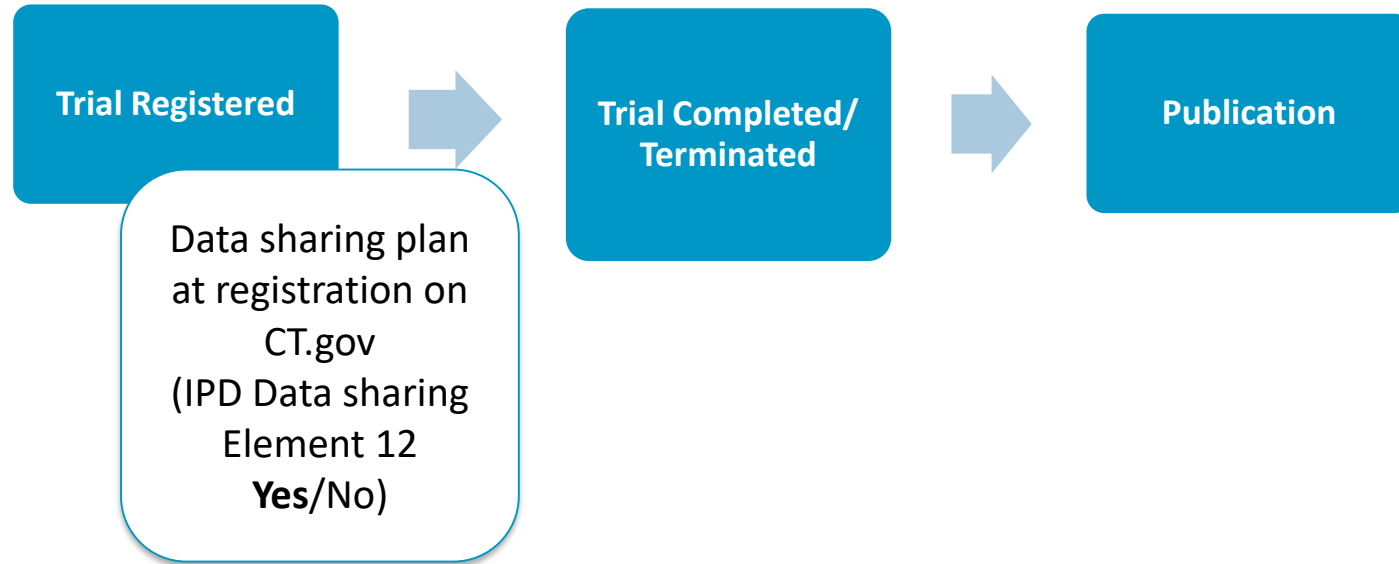 Trial Registered
Data sharing plan
at registration on
CT.gov
(IPD Data sharing
Element 12
Yes/No)
Trial Completed/
Terminated
Publication